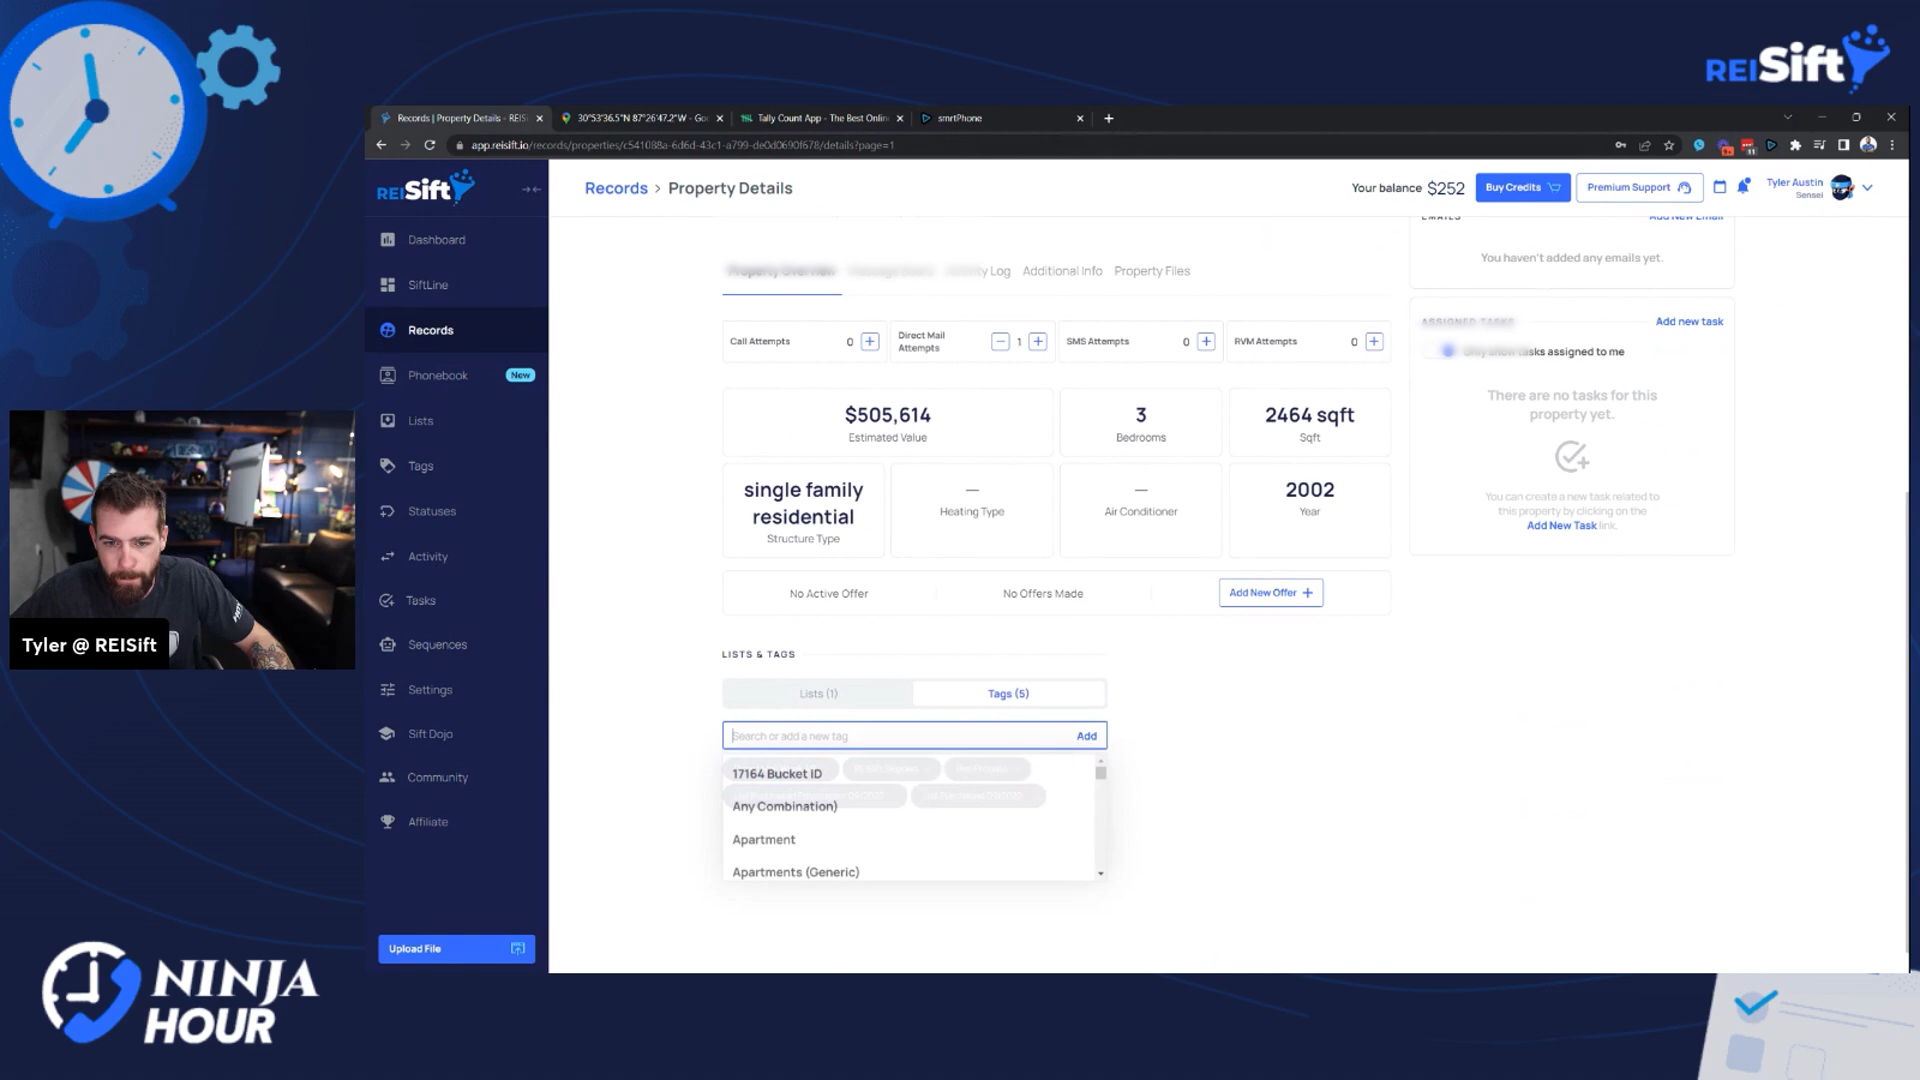 REISift
Records | Property Details - REIS
30°53'36.5"N 87°26'47.2"W - Goo
Tally Count App - The Best Onlin
smrtPhone
app.reisift.io/records/properties/c541088a-6d6d-43c1-a799-de0d0690f678/details?page=1
REISift
Records > Property Details
Your balance $252
Buy Credits
Premium Support
Tyler Austin
Sensei
Dashboard
SiftLine
Records
Phonebook
New
Lists
Tags
Statuses
Activity
Tasks
Sequences
Settings
Sift Dojo
Community
Affiliate
Upload File
EMAILS
Add New Email
You haven't added any emails yet.
Property Overview
Log
Additional Info
Property Files
Call Attempts 0
Direct Mail Attempts 1
SMS Attempts 0
RVM Attempts 0
$505,614
Estimated Value
3
Bedrooms
2464 sqft
Sqft
single family
residential
Structure Type
—
Heating Type
—
Air Conditioner
2002
Year
No Active Offer
No Offers Made
Add New Offer +
ASSIGNED TASKS
Add new task
Only show tasks assigned to me
There are no tasks for this
property yet.
You can create a new task related to
this property by clicking on the
Add New Task link.
LISTS & TAGS
Lists (1)
Tags (5)
Search or add a new tag
Add
17164 Bucket ID
Any Combination)
Apartment
Apartments (Generic)
Tyler @ REISift
NINJA
HOUR